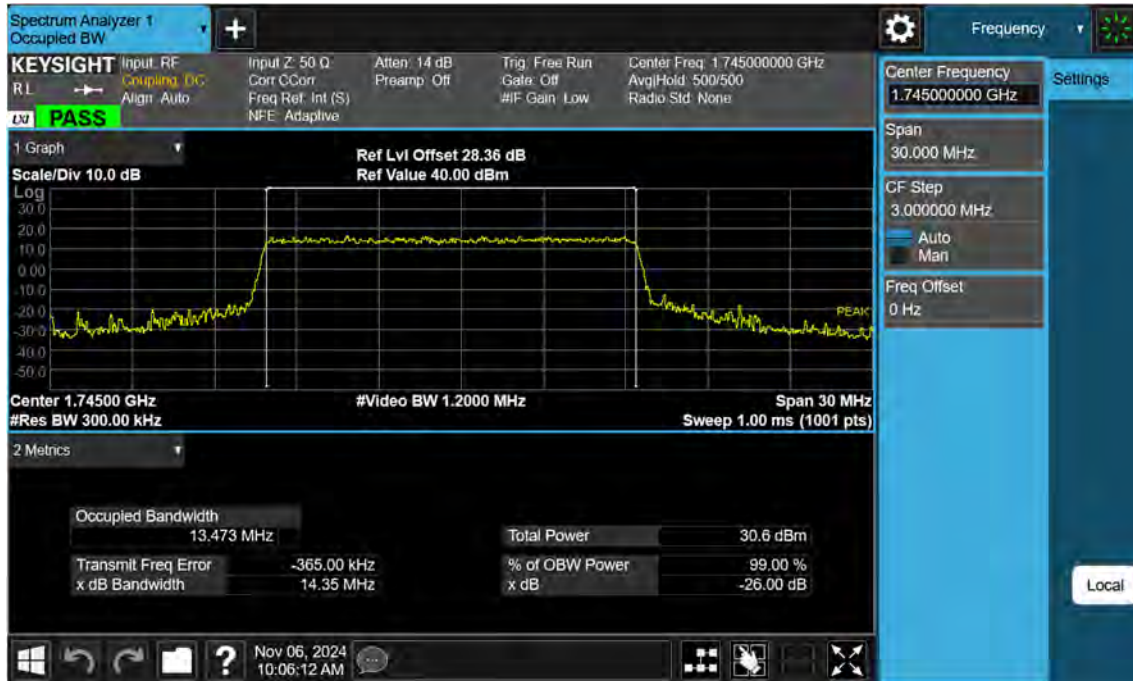 Spectrum Analyzer 1
Occupied BW
+
Frequency
KEYSIGHT
RL
LXI
PASS
Input: RF
Coupling: DC
Align: Auto
Input Z: 50 Ω
Corr CCorr
Freq Ref: Int (S)
NFE: Adaptive
Atten: 14 dB
Preamp: Off
Trig: Free Run
Gate: Off
#IF Gain: Low
Center Freq: 1.745000000 GHz
Avg|Hold: 500/500
Radio Std: None
Center Frequency
1.745000000 GHz
Settings
Span
30.000 MHz
CF Step
3.000000 MHz
Auto
Man
Freq Offset
0 Hz
1 Graph
Scale/Div 10.0 dB
Ref Lvl Offset 28.36 dB
Ref Value 40.00 dBm
Log
30.0
20.0
10.0
0.00
-10.0
-20.0
-30.0
-40.0
-50.0
PEAK
Center 1.74500 GHz
#Video BW 1.2000 MHz
Span 30 MHz
#Res BW 300.00 kHz
Sweep 1.00 ms (1001 pts)
2 Metrics
Occupied Bandwidth
13.473 MHz
Total Power 30.6 dBm
Transmit Freq Error -365.00 kHz
% of OBW Power 99.00 %
x dB Bandwidth 14.35 MHz
x dB -26.00 dB
Local
?
Nov 06, 2024
10:06:12 AM